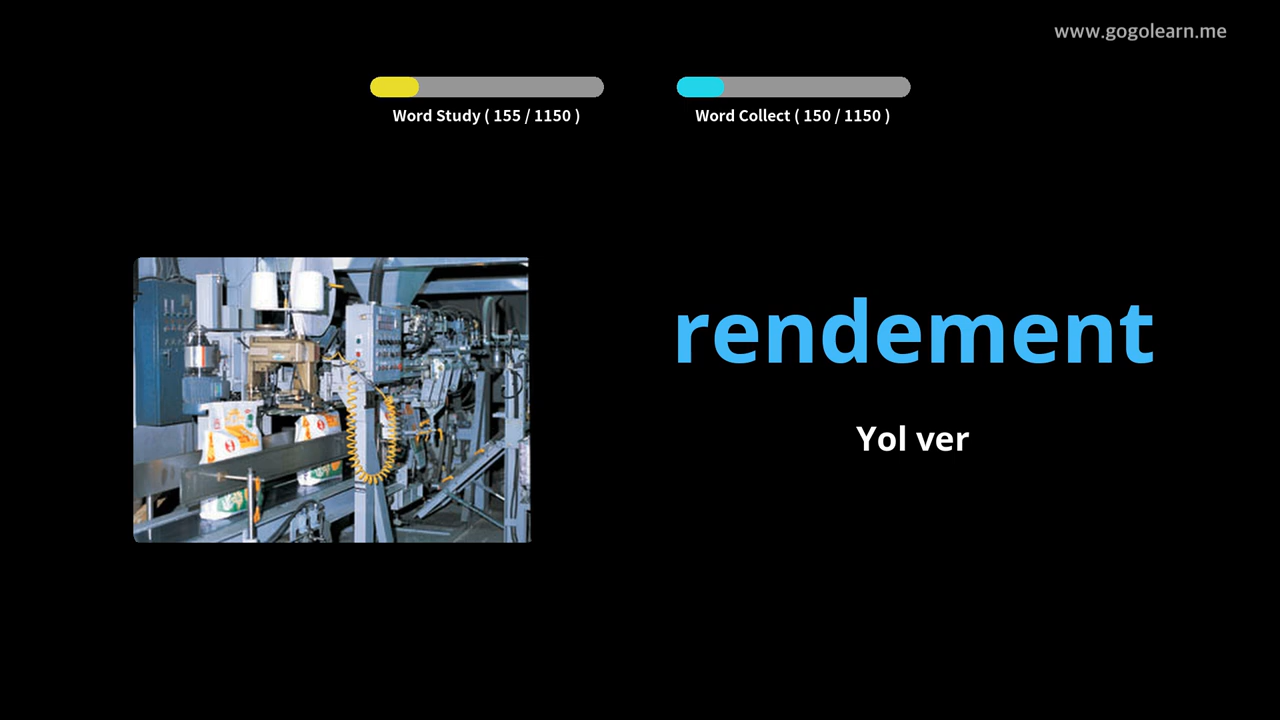 www.gogolearn.me
Word Study ( 155 / 1150 )
Word Collect ( 150 / 1150 )
rendement
Yol ver